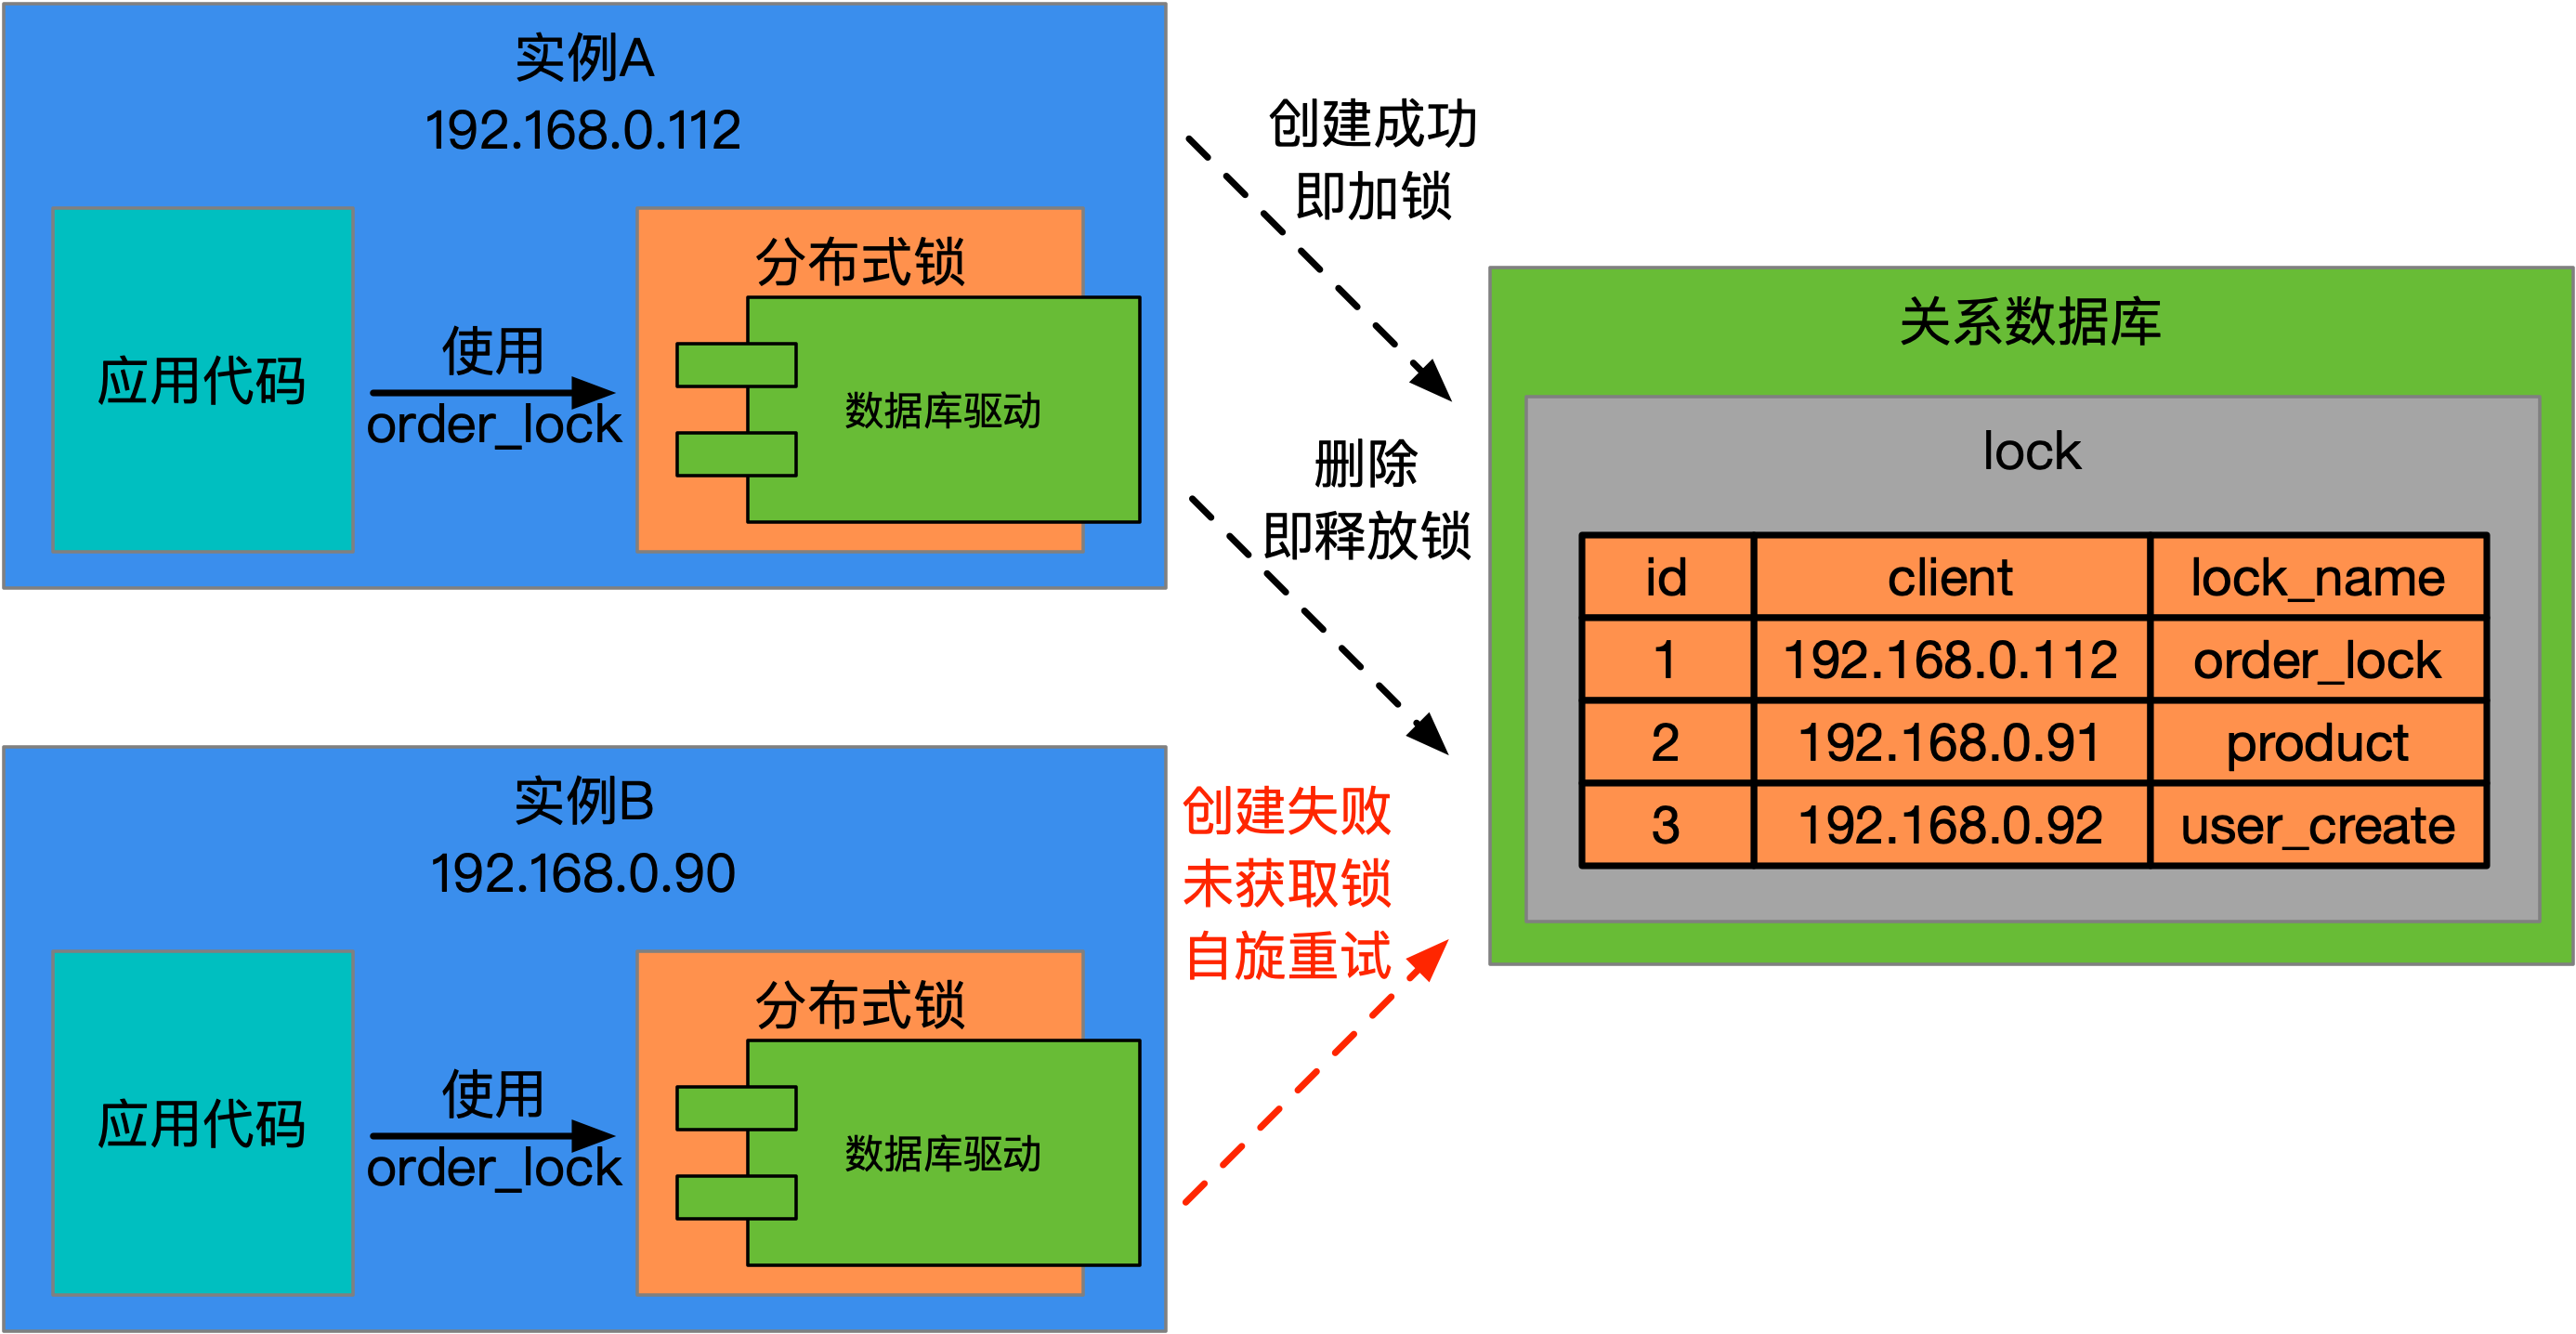 实例A
192.168.0.112
应用代码
使用
order_lock
分布式锁
数据库驱动
创建成功
即加锁
删除
即释放锁
实例B
192.168.0.90
应用代码
使用
order_lock
分布式锁
数据库驱动
创建失败
未获取锁
自旋重试
关系数据库
lock
id client lock_name
1 192.168.0.112 order_lock
2 192.168.0.91 product
3 192.168.0.92 user_create